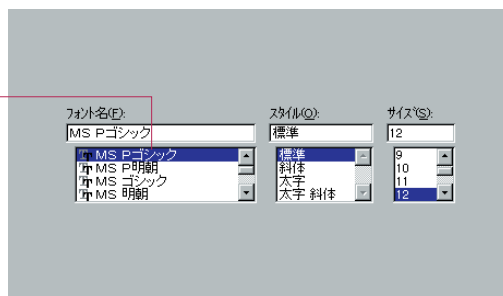 フォント名(F):
MS Pゴシック
MS Pゴシック
MS P明朝
MS ゴシック
MS 明朝
スタイル(O):
標準
標準
斜体
太字
太字 斜体
サイズ(S):
12
9
10
11
12